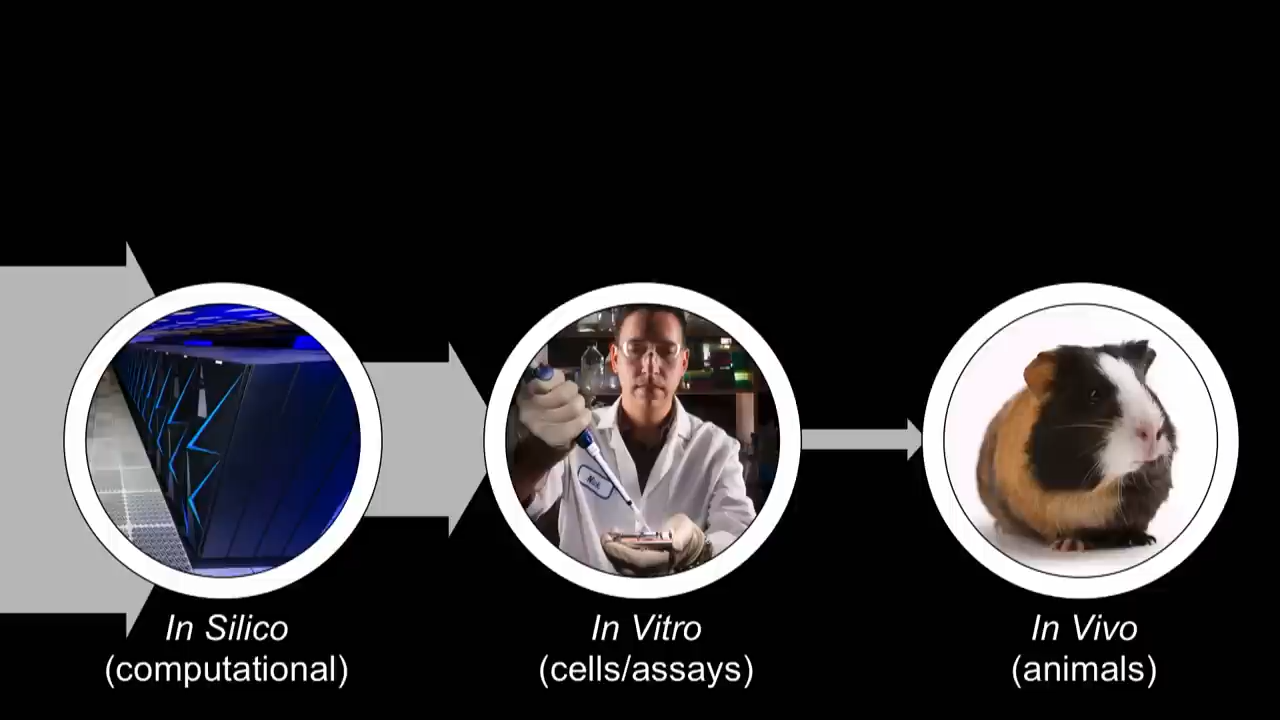 In Silico
(computational)
In Vitro
(cells/assays)
In Vivo
(animals)